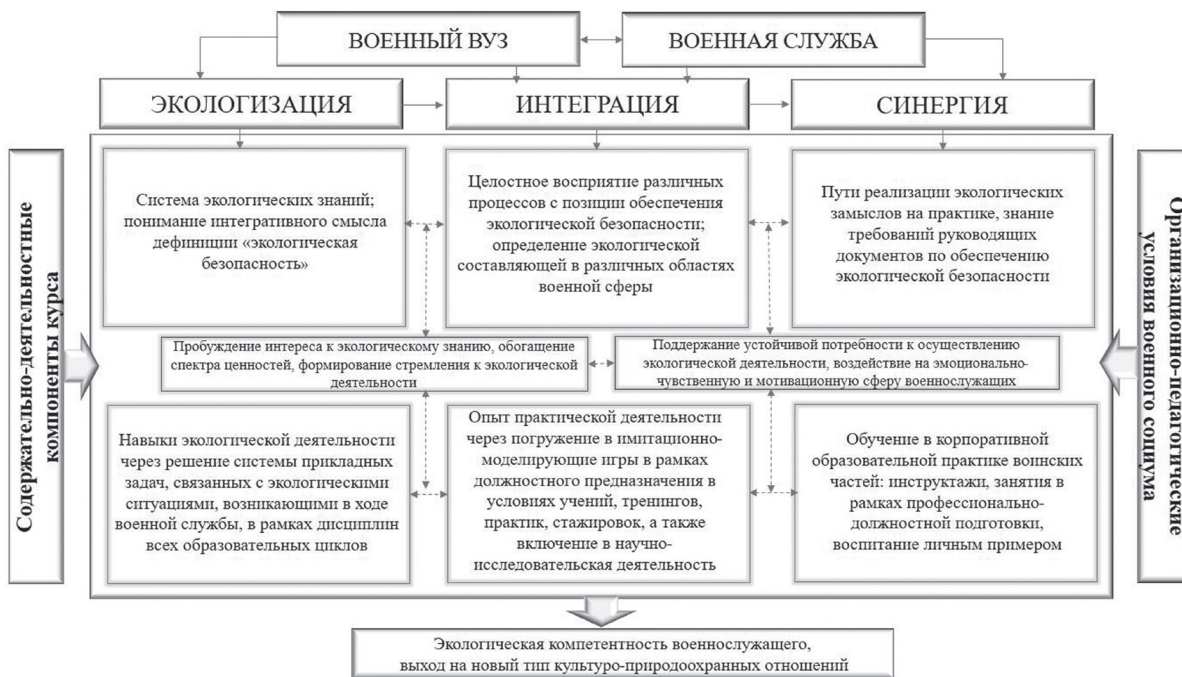 ВОЕННЫЙ ВУЗ
ВОЕННАЯ СЛУЖБА
ЭКОЛОГИЗАЦИЯ
ИНТЕГРАЦИЯ
СИНЕРГИЯ
Содержательно-деятельностные
компоненты курса
Система экологических знаний;
понимание интегративного смысла
дефиниции «экологическая
безопасность»
Целостное восприятие различных
процессов с позиции обеспечения
экологической безопасности;
определение экологической
составляющей в различных областях
военной сферы
Пути реализации экологических
замыслов на практике, знание
требований руководящих
документов по обеспечению
экологической безопасности
Пробуждение интереса к экологическому знанию, обогащение
спектра ценностей, формирование стремления к экологической
деятельности
Поддержание устойчивой потребности к осуществлению
экологической деятельности, воздействие на эмоционально-
чувственную и мотивационную сферу военнослужащих
Навыки экологической деятельности
через решение системы прикладных
задач, связанных с экологическими
ситуациями, возникающими в ходе
военной службы, в рамках дисциплин
всех образовательных циклов
Опыт практической деятельности
через погружение в имитационно-
моделирующие игры в рамках
должностного предназначения в
условиях учений, тренингов,
практик, стажировок, а также
включение в научно-
исследовательская деятельность
Обучение в корпоративной
образовательной практике воинских
частей: инструктажи, занятия в
рамках профессионально-
должностной подготовки,
воспитание личным примером
Организационно-педагогические
условия военного социума
Экологическая компетентность военнослужащего,
выход на новый тип культуро-природоохранных отношений